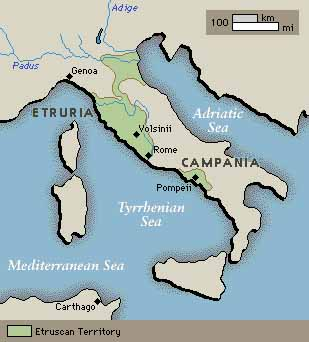 Adige
100
km
mi
Padus
Genoa
ETRURIA
Adriatic
Sea
Volsinii
Rome
CAMPANIA
Pompeii
Tyrrhenian
Sea
Mediterranean Sea
Carthago
Etruscan Territory